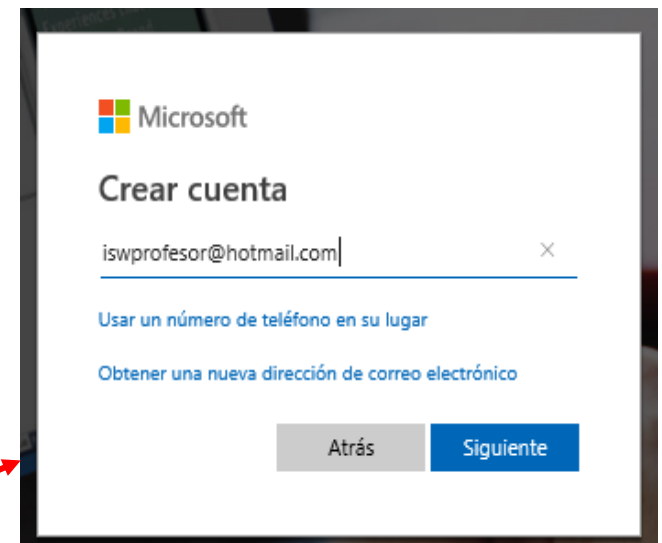 Microsoft
Crear cuenta
iswprofesor@hotmail.com
Usar un número de teléfono en su lugar
Obtener una nueva dirección de correo electrónico
Atrás
Siguiente